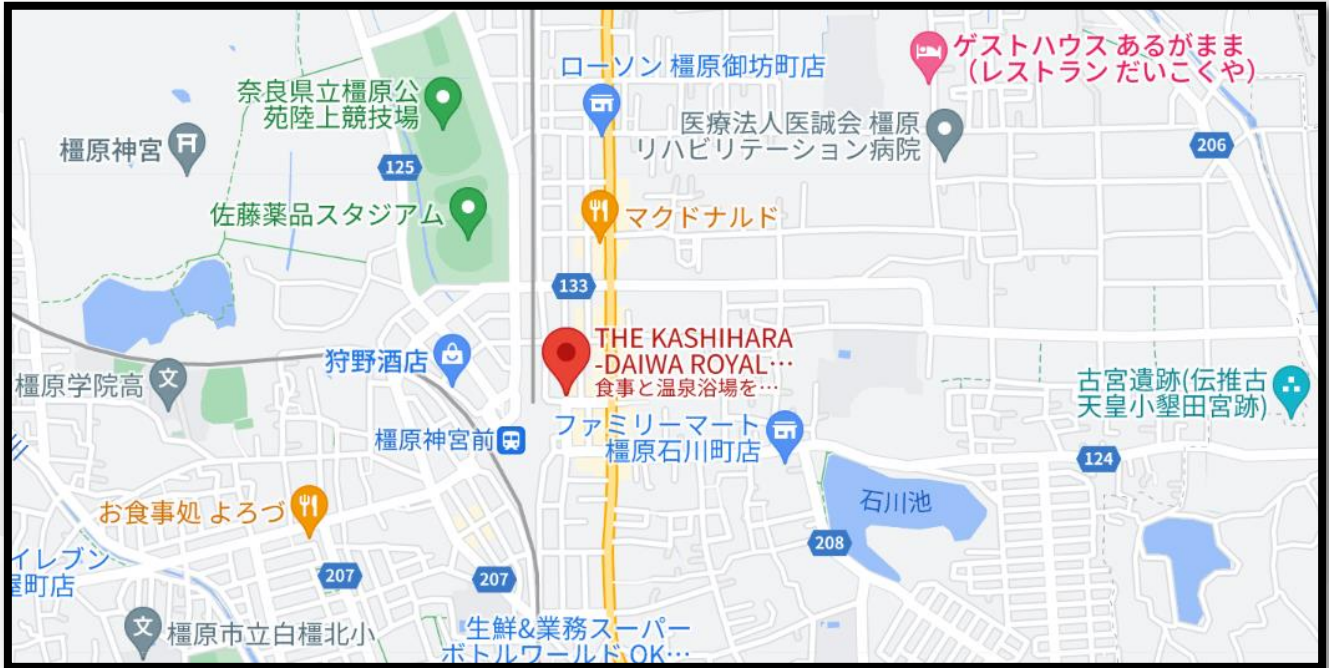 ゲストハウス あるがまま
(レストラン だいこくや)
ローソン 橿原御坊町店
奈良県立橿原公
苑陸上競技場
医療法人医誠会 橿原
リハビリテーション病院
橿原神宮
206
125
佐藤薬品スタジアム
マクドナルド
133
THE KASHIHARA
-DAIWA ROYAL…
食事と温泉浴場を…
狩野酒店
橿原学院高
古宮遺跡(伝推古
天皇小墾田宮跡)
ファミリーマート
橿原石川町店
橿原神宮前
124
石川池
お食事処 よろづ
208
イレブン
屋町店
207
207
橿原市立白橿北小
生鮮&業務スーパー
ボトルワールド OK…